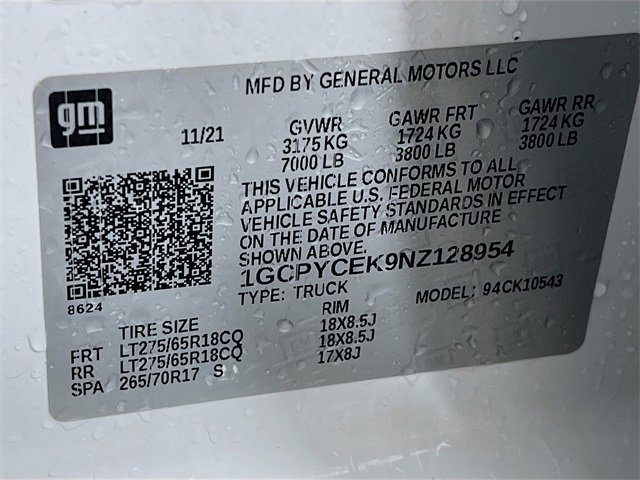 MFD BY GENERAL MOTORS LLC
gm
11/21
GVWR GAWR FRT GAWR RR
3175 KG 1724 KG 1724 KG
7000 LB 3800 LB 3800 LB
THIS VEHICLE CONFORMS TO ALL
APPLICABLE U.S. FEDERAL MOTOR
VEHICLE SAFETY STANDARDS IN EFFECT
ON THE DATE OF MANUFACTURE
SHOWN ABOVE.
1GCPYCEK9NZ128954
TYPE: TRUCK MODEL: 94CK10543
8624
TIRE SIZE RIM
FRT LT275/65R18CQ 18X8.5J
RR LT275/65R18CQ 18X8.5J
SPA 265/70R17 S 17X8J